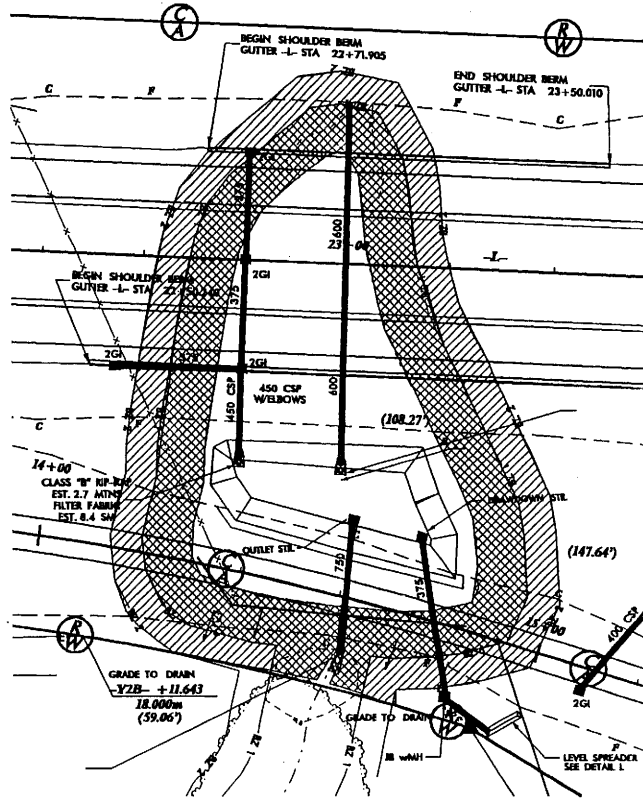 C
A
R
W
BEGIN SHOULDER BERM
GUTTER -L- STA 22+71.905
END SHOULDER BERM
GUTTER -L- STA 23+50.010
C
F
F
C
600
23+00
-L-
2GI
BEGIN SHOULDER BERM
GUTTER -L- STA
375
2GI
375
2GI
450 CSP
450 CSP
W/ELBOWS
600
(108.27')
C
F
14+00
CLASS "B" RIP-RAP
EST. 2.7 MTNS
FILTER FABRIC
EST. 8.4 SM
DRAWDOWN STR.
OUTLET STR.
750
275
(147.64')
C
A
R
W
15+00
400 CSP
C
A
2GI
GRADE TO DRAIN
-Y2B- +11.643
18.000m
(59.06')
GRADE TO DRAIN
JB wMH
LEVEL SPREADER
SEE DETAIL L
F